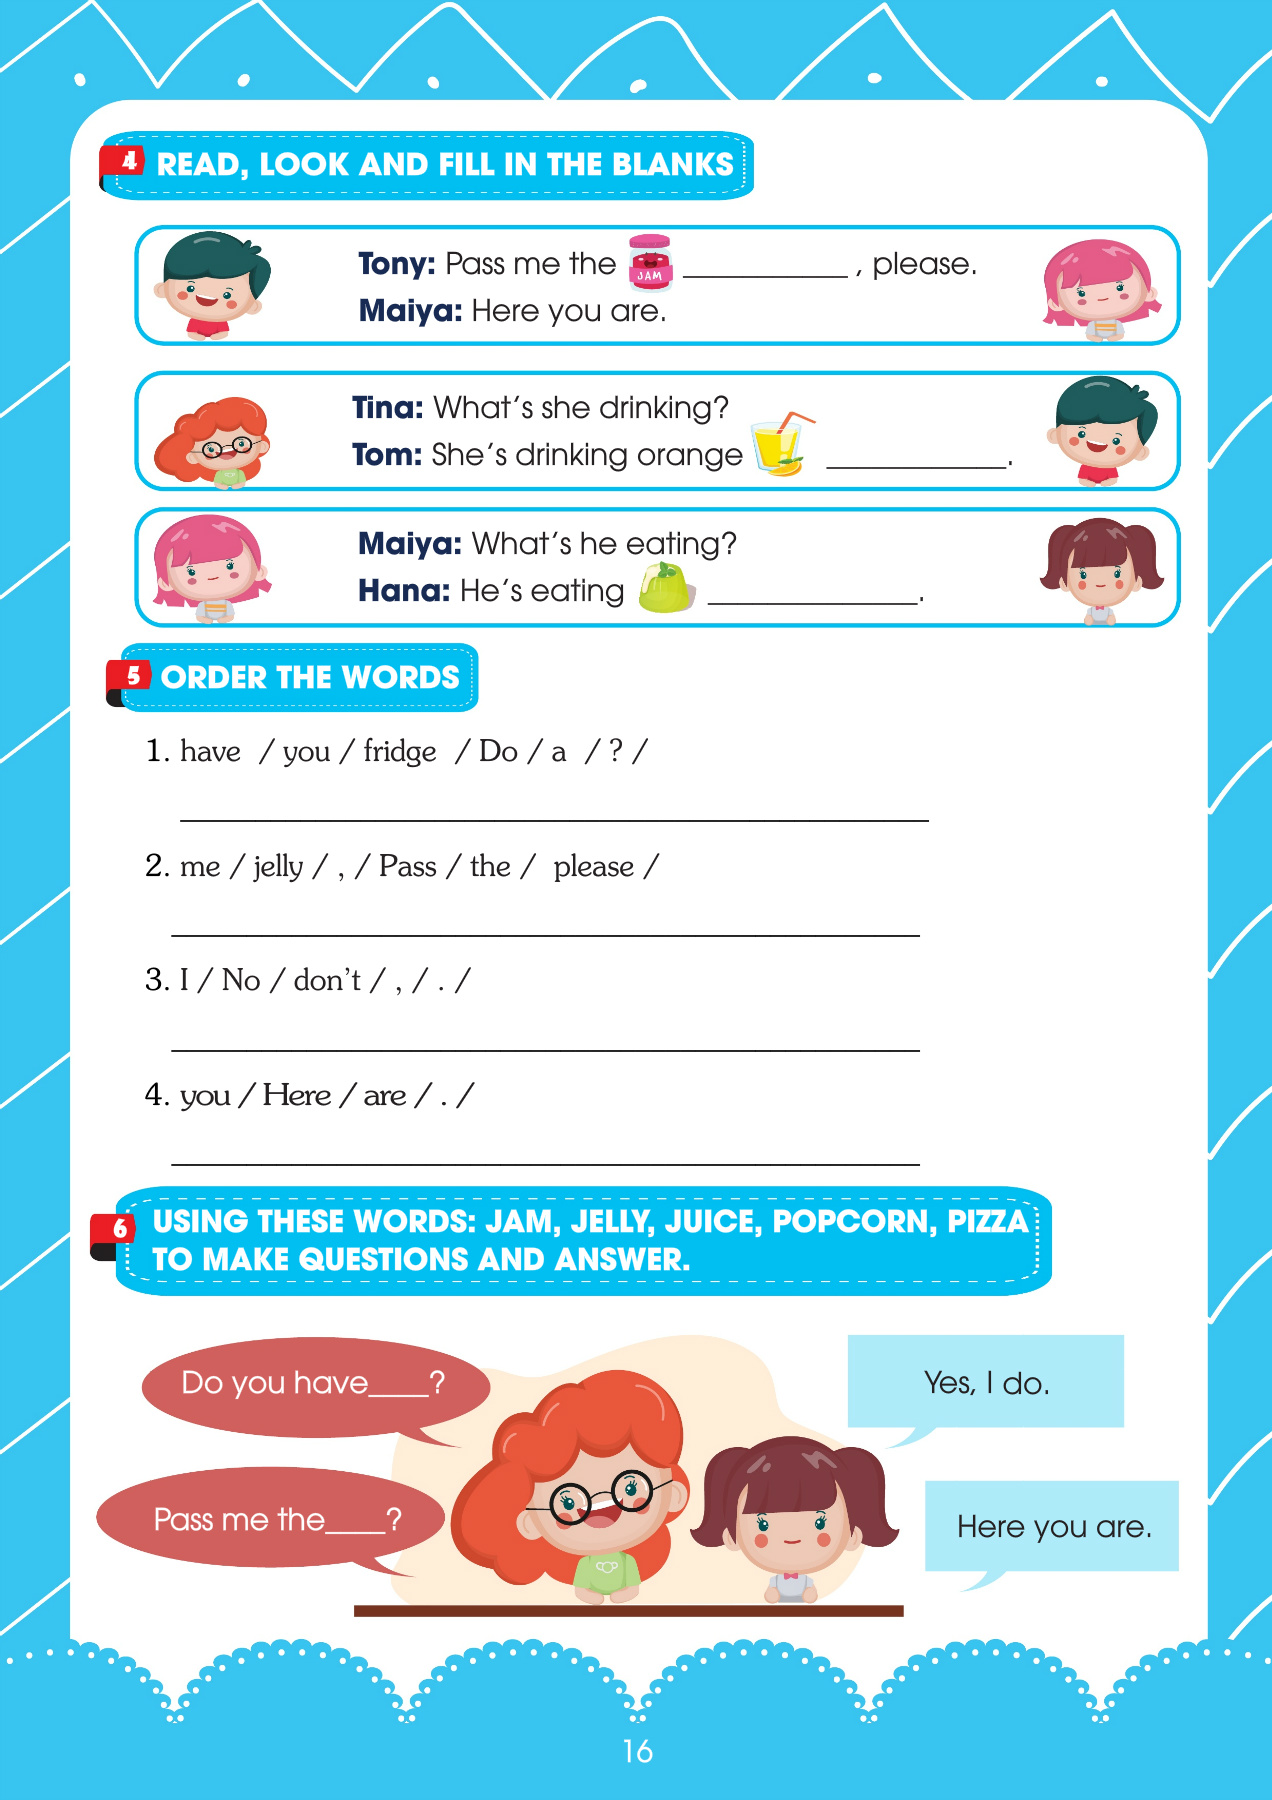 4 READ, LOOK AND FILL IN THE BLANKS
Tony: Pass me the JAM ___________ , please.
Maiya: Here you are.
Tina: What's she drinking?
Tom: She's drinking orange ____________.
Maiya: What's he eating?
Hana: He's eating ______________.
5 ORDER THE WORDS
1. have / you / fridge / Do / a / ? /
2. me / jelly / , / Pass / the / please /
3. I / No / don't / , / . /
4. you / Here / are / . /
6 USING THESE WORDS: JAM, JELLY, JUICE, POPCORN, PIZZA
TO MAKE QUESTIONS AND ANSWER.
Do you have____?
Yes, I do.
Pass me the____?
Here you are.
16